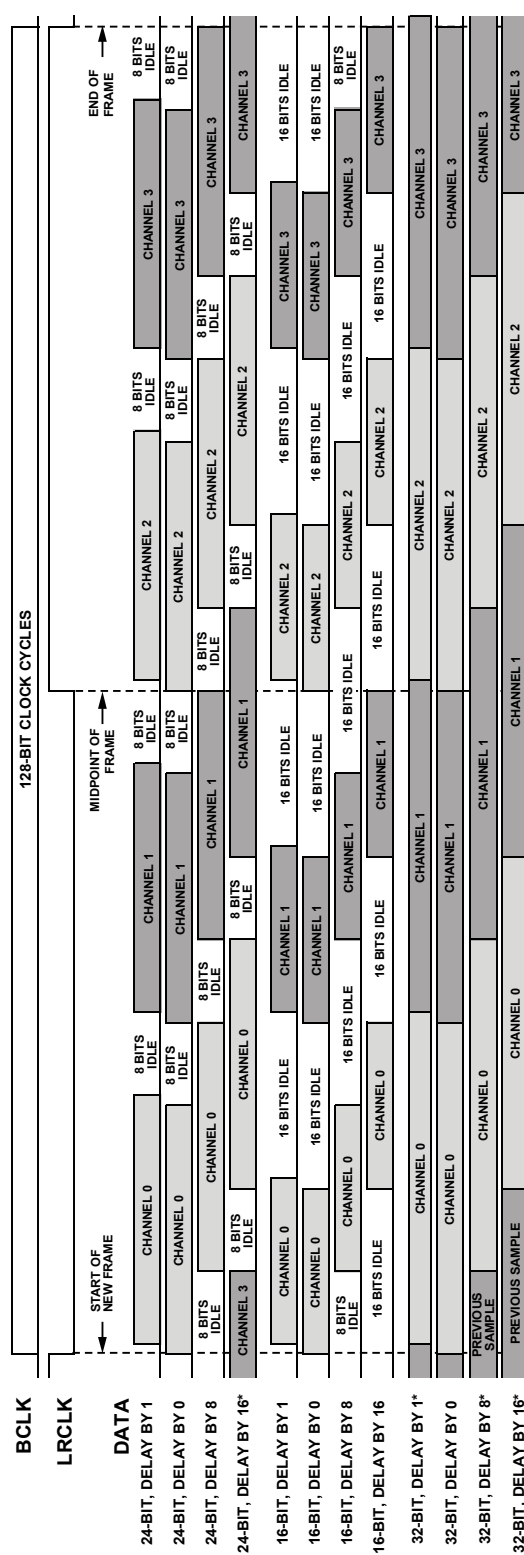 BCLK
128-BIT CLOCK CYCLES
LRCLK
START OF
NEW FRAME
MIDPOINT OF
FRAME
END OF
FRAME
DATA
24-BIT, DELAY BY 1
CHANNEL 0
8 BITS
IDLE
CHANNEL 1
8 BITS
IDLE
CHANNEL 2
8 BITS
IDLE
CHANNEL 3
8 BITS
IDLE
24-BIT, DELAY BY 0
CHANNEL 0
8 BITS
IDLE
CHANNEL 1
8 BITS
IDLE
CHANNEL 2
8 BITS
IDLE
CHANNEL 3
8 BITS
IDLE
24-BIT, DELAY BY 8
8 BITS
IDLE
CHANNEL 0
8 BITS
IDLE
CHANNEL 1
8 BITS
IDLE
CHANNEL 2
8 BITS
IDLE
CHANNEL 3
24-BIT, DELAY BY 16*
CHANNEL 3
8 BITS
IDLE
CHANNEL 0
8 BITS
IDLE
CHANNEL 1
8 BITS
IDLE
CHANNEL 2
8 BITS
IDLE
CHANNEL 3
16-BIT, DELAY BY 1
CHANNEL 0
16 BITS IDLE
CHANNEL 1
16 BITS IDLE
CHANNEL 2
16 BITS IDLE
CHANNEL 3
16 BITS IDLE
16-BIT, DELAY BY 0
CHANNEL 0
16 BITS IDLE
CHANNEL 1
16 BITS IDLE
CHANNEL 2
16 BITS IDLE
CHANNEL 3
16 BITS IDLE
16-BIT, DELAY BY 8
8 BITS
IDLE
CHANNEL 0
16 BITS IDLE
CHANNEL 1
16 BITS IDLE
CHANNEL 2
16 BITS IDLE
CHANNEL 3
8 BITS
IDLE
16-BIT, DELAY BY 16
16 BITS IDLE
CHANNEL 0
16 BITS IDLE
CHANNEL 1
16 BITS IDLE
CHANNEL 2
16 BITS IDLE
CHANNEL 3
32-BIT, DELAY BY 1*
CHANNEL 0
CHANNEL 1
CHANNEL 2
CHANNEL 3
32-BIT, DELAY BY 0
CHANNEL 0
CHANNEL 1
CHANNEL 2
CHANNEL 3
32-BIT, DELAY BY 8*
PREVIOUS
SAMPLE
CHANNEL 0
CHANNEL 1
CHANNEL 2
CHANNEL 3
32-BIT, DELAY BY 16*
PREVIOUS SAMPLE
CHANNEL 0
CHANNEL 1
CHANNEL 2
CHANNEL 3